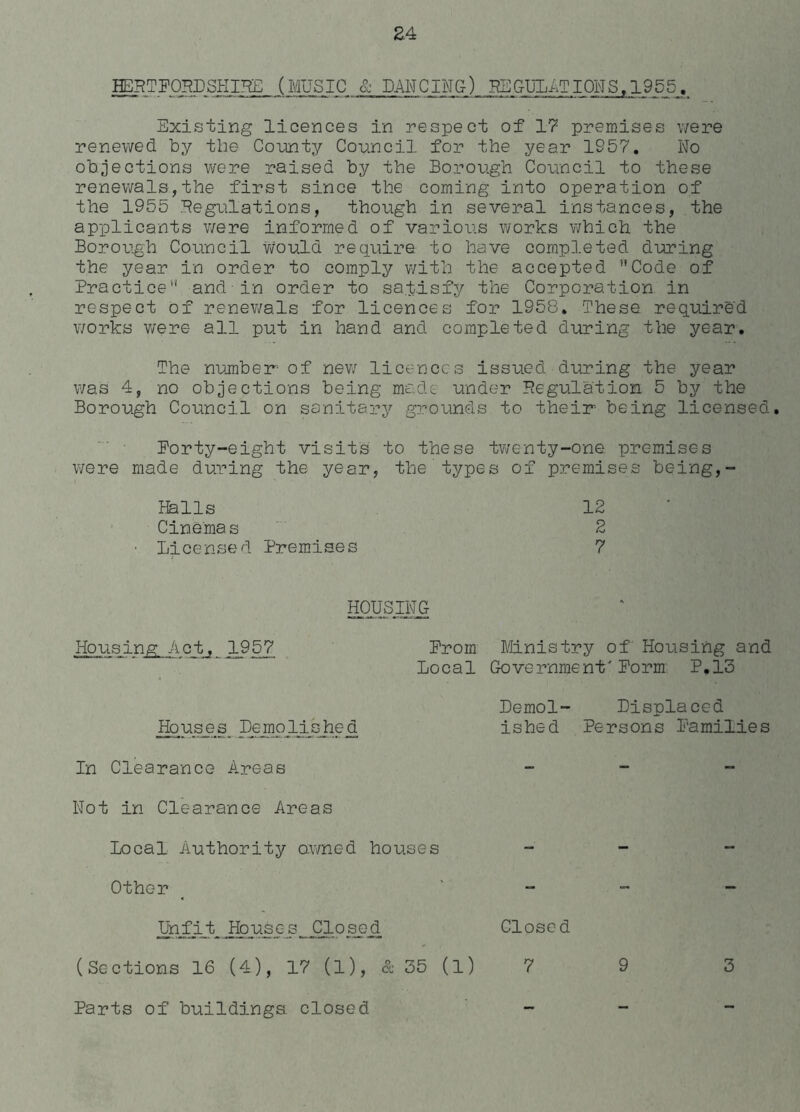 24
HERTFORDSHIRE (MUSIC & DANCING) REGULATIONS, 1955.
Existing licences in respect of 17 premises were
renewed by the County Council for the year 1957. No
objections were raised by the Borough Council to these
renewals, the first since the coming into operation of
the 1955 Regulations, though in several instances, the
applicants were informed of various works which the
Borough Council would require to have completed during
the year in order to comply with the accepted "Code of
Practice" and in order to satisfy the Corporation in
respect of renewals for licences for 1958. These required
works were all put in hand and completed during the year.
The number of new licences issued during the year
was 4, no objections being made under Regulation 5 by the
Borough Council on sanitary grounds to their being licensed.
Forty-eight visits to these twenty-one premises
were made during the year, the types of premises being,-
Halls 12
Cinemas 2
Licensed Premises 7
HOUSING
Housing Act, 1957 From Ministry of Housing and
Local Government Form P.13
Demol- Displaced
Houses Demolished ished Persons Families
In Clearance Areas - - -
Not in Clearance Areas
Local Authority owned houses - - -
Other - - -
Unfit Houses Closed Closed
(Sections 16 (4), 17 (1), & 35 (1) 7 9 3
Parts of buildings closed - - -